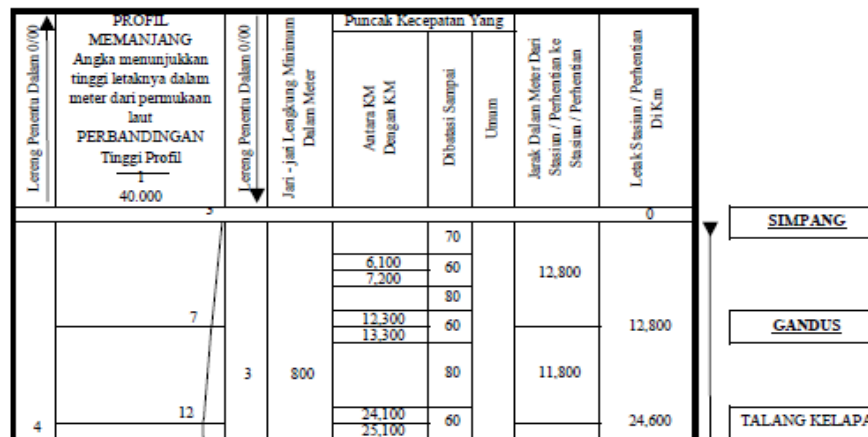 Lereng Penentu Dalam 0/00
PROFIL
MEMANJANG
Angka menunjukkan
tinggi letaknya dalam
meter dari permukaan
laut
PERBANDINGAN
Tinggi Profil
1
40.000
Lereng Penentu Dalam 0/00
Jari - jari Lengkung Minimum
Dalam Meter
Puncak Kecepatan Yang
Antara KM
Dengan KM
Dibatasi Sampai
Umum
Jarak Dalam Meter Dari
Stasiun / Perhentian ke
Stasiun / Perhentian
Letak Stasiun / Perhentian
Di Km
0
SIMPANG
70
6,100
7,200
60
12,800
80
7
12,300
13,300
60
12,800
GANDUS
3
800
80
11,800
12
24,100
25,100
60
24,600
TALANG KELAPA
4